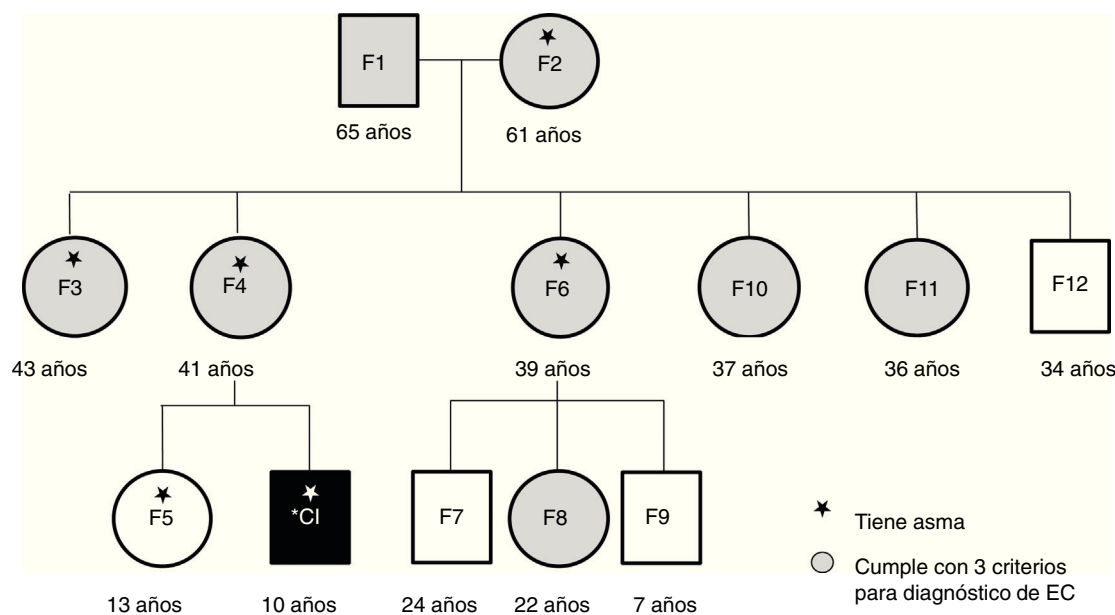 F1
F2
65 años
61 años
F3
F4
F6
F10
F11
F12
43 años
41 años
39 años
37 años
36 años
34 años
F5
*CI
F7
F8
F9
Tiene asma
Cumple con 3 criterios
para diagnóstico de EC
13 años
10 años
24 años
22 años
7 años